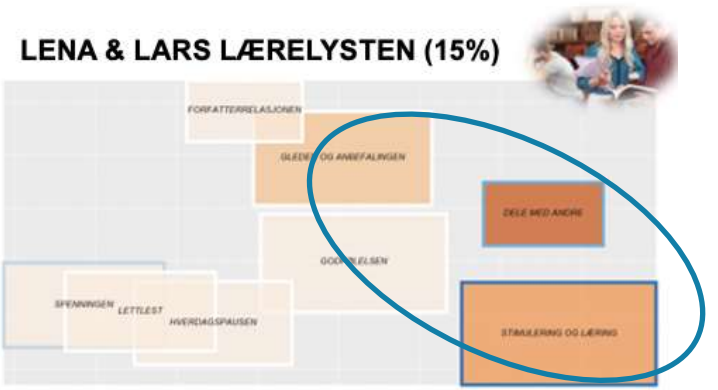 LENA & LARS LÆRELYSTEN (15%)
FORFATTERRELASJONEN
GLEDEN OG ANBEFALINGEN
DELE MED ANDRE
GODFØLELSEN
SPENNINGEN
LETTLEST
HVERDAGSPAUSEN
STIMULERING OG LÆRING